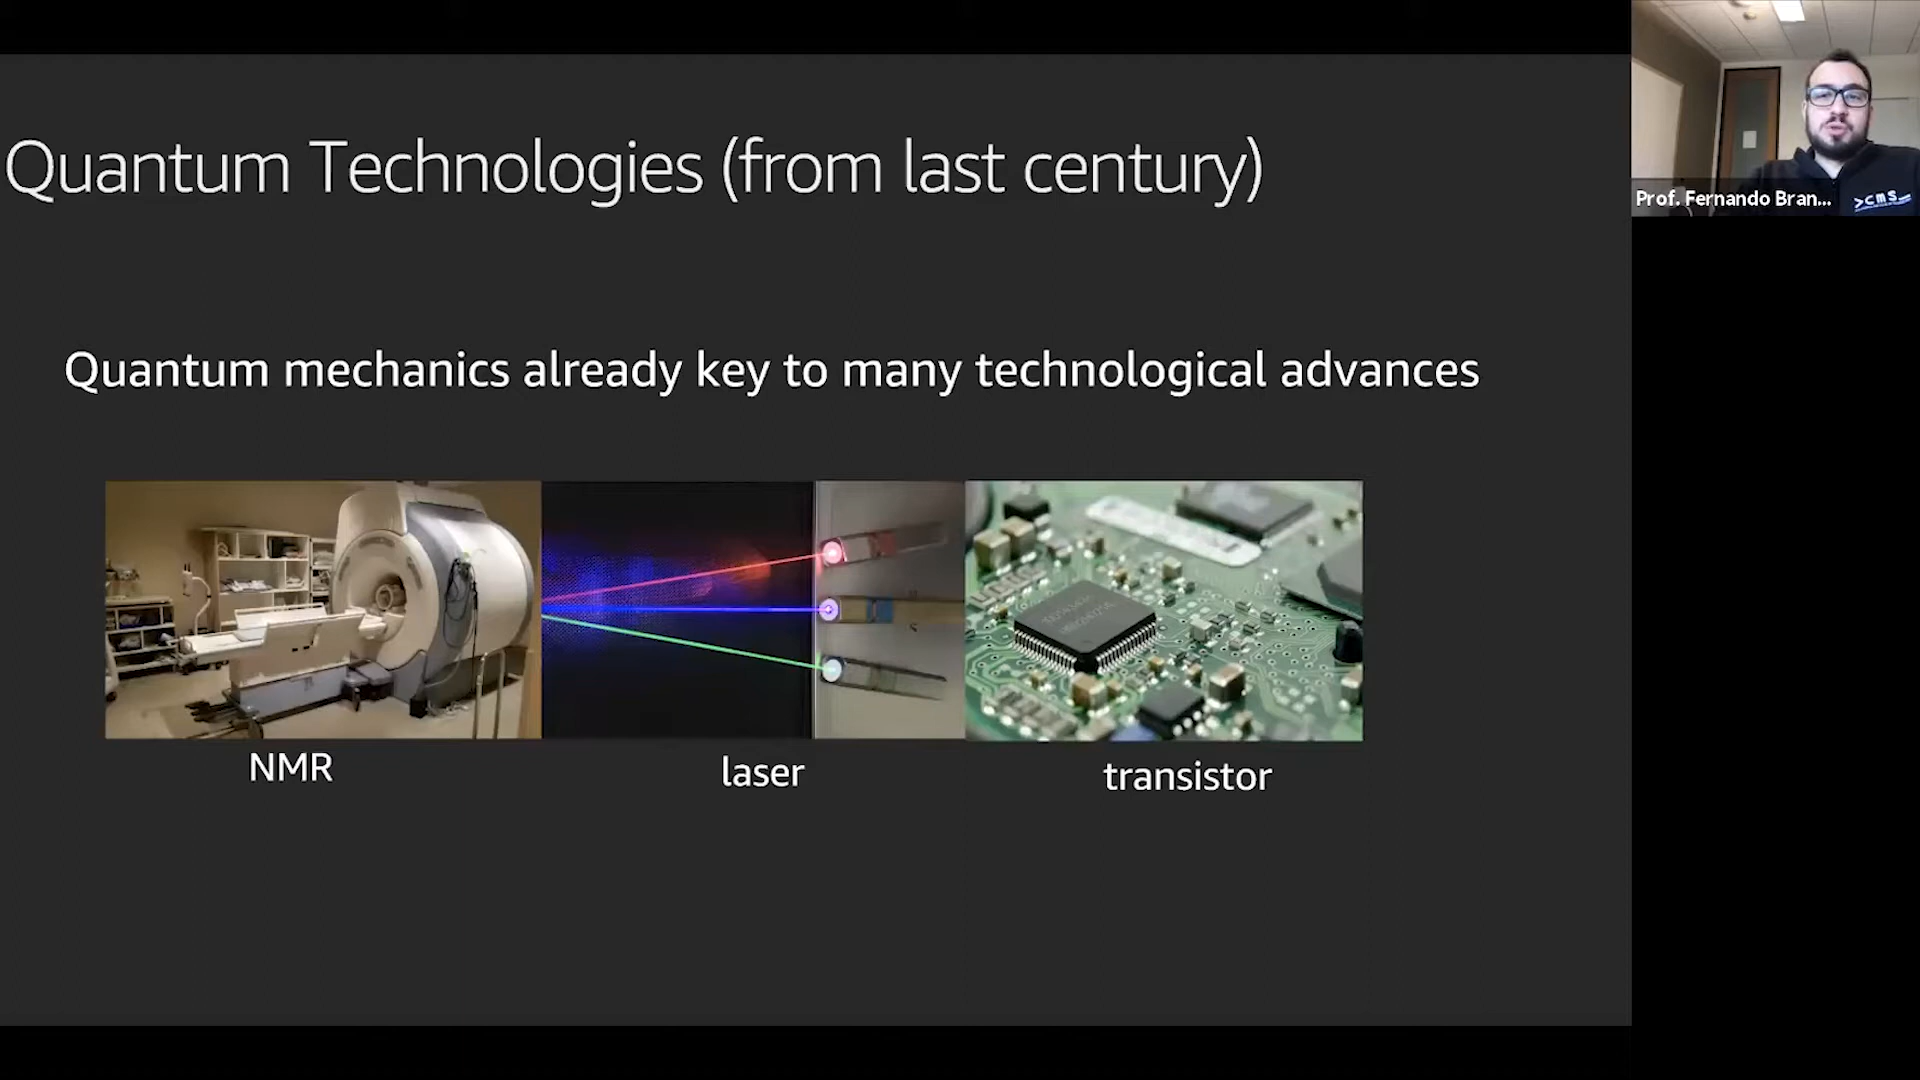 Quantum Technologies (from last century)
Quantum mechanics already key to many technological advances
NMR
laser
transistor
Prof. Fernando Bran...
>cms